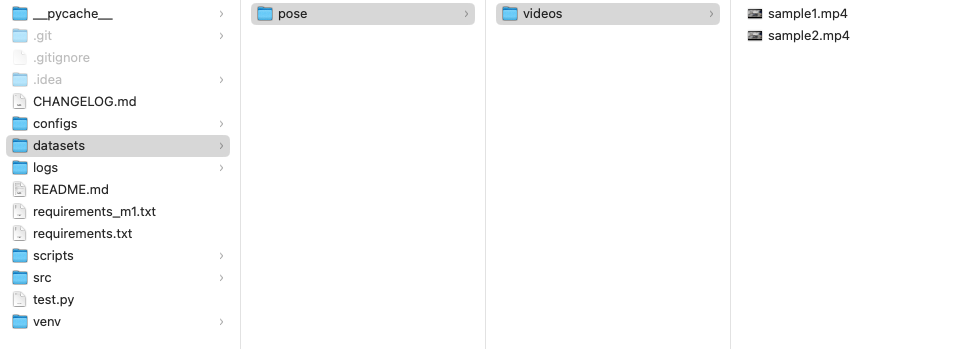 __pycache__
.git
.gitignore
.idea
CHANGELOG.md
configs
datasets
logs
README.md
requirements_m1.txt
requirements.txt
scripts
src
test.py
venv
pose
videos
sample1.mp4
sample2.mp4